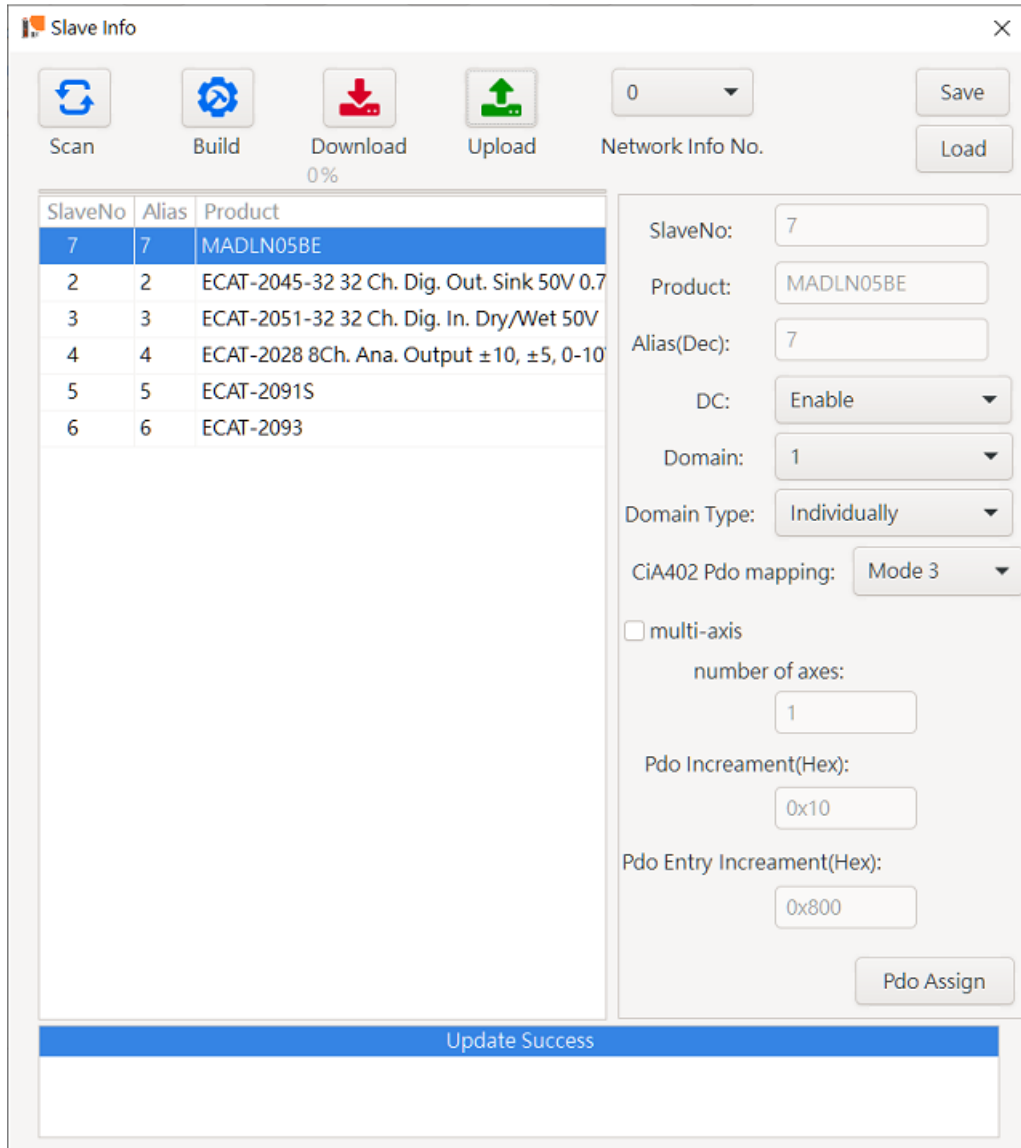 Slave Info
0
Save
Scan
Build
Download
Upload
Network Info No.
Load
0%
SlaveNo Alias Product
7 7 MADLN05BE
2 2 ECAT-2045-32 32 Ch. Dig. Out. Sink 50V 0.7
3 3 ECAT-2051-32 32 Ch. Dig. In. Dry/Wet 50V
4 4 ECAT-2028 8Ch. Ana. Output ±10, ±5, 0-10
5 5 ECAT-2091S
6 6 ECAT-2093
SlaveNo: 7
Product: MADLN05BE
Alias(Dec): 7
DC: Enable
Domain: 1
Domain Type: Individually
CiA402 Pdo mapping: Mode 3
multi-axis
number of axes:
1
Pdo Increament(Hex):
0x10
Pdo Entry Increament(Hex):
0x800
Pdo Assign
Update Success